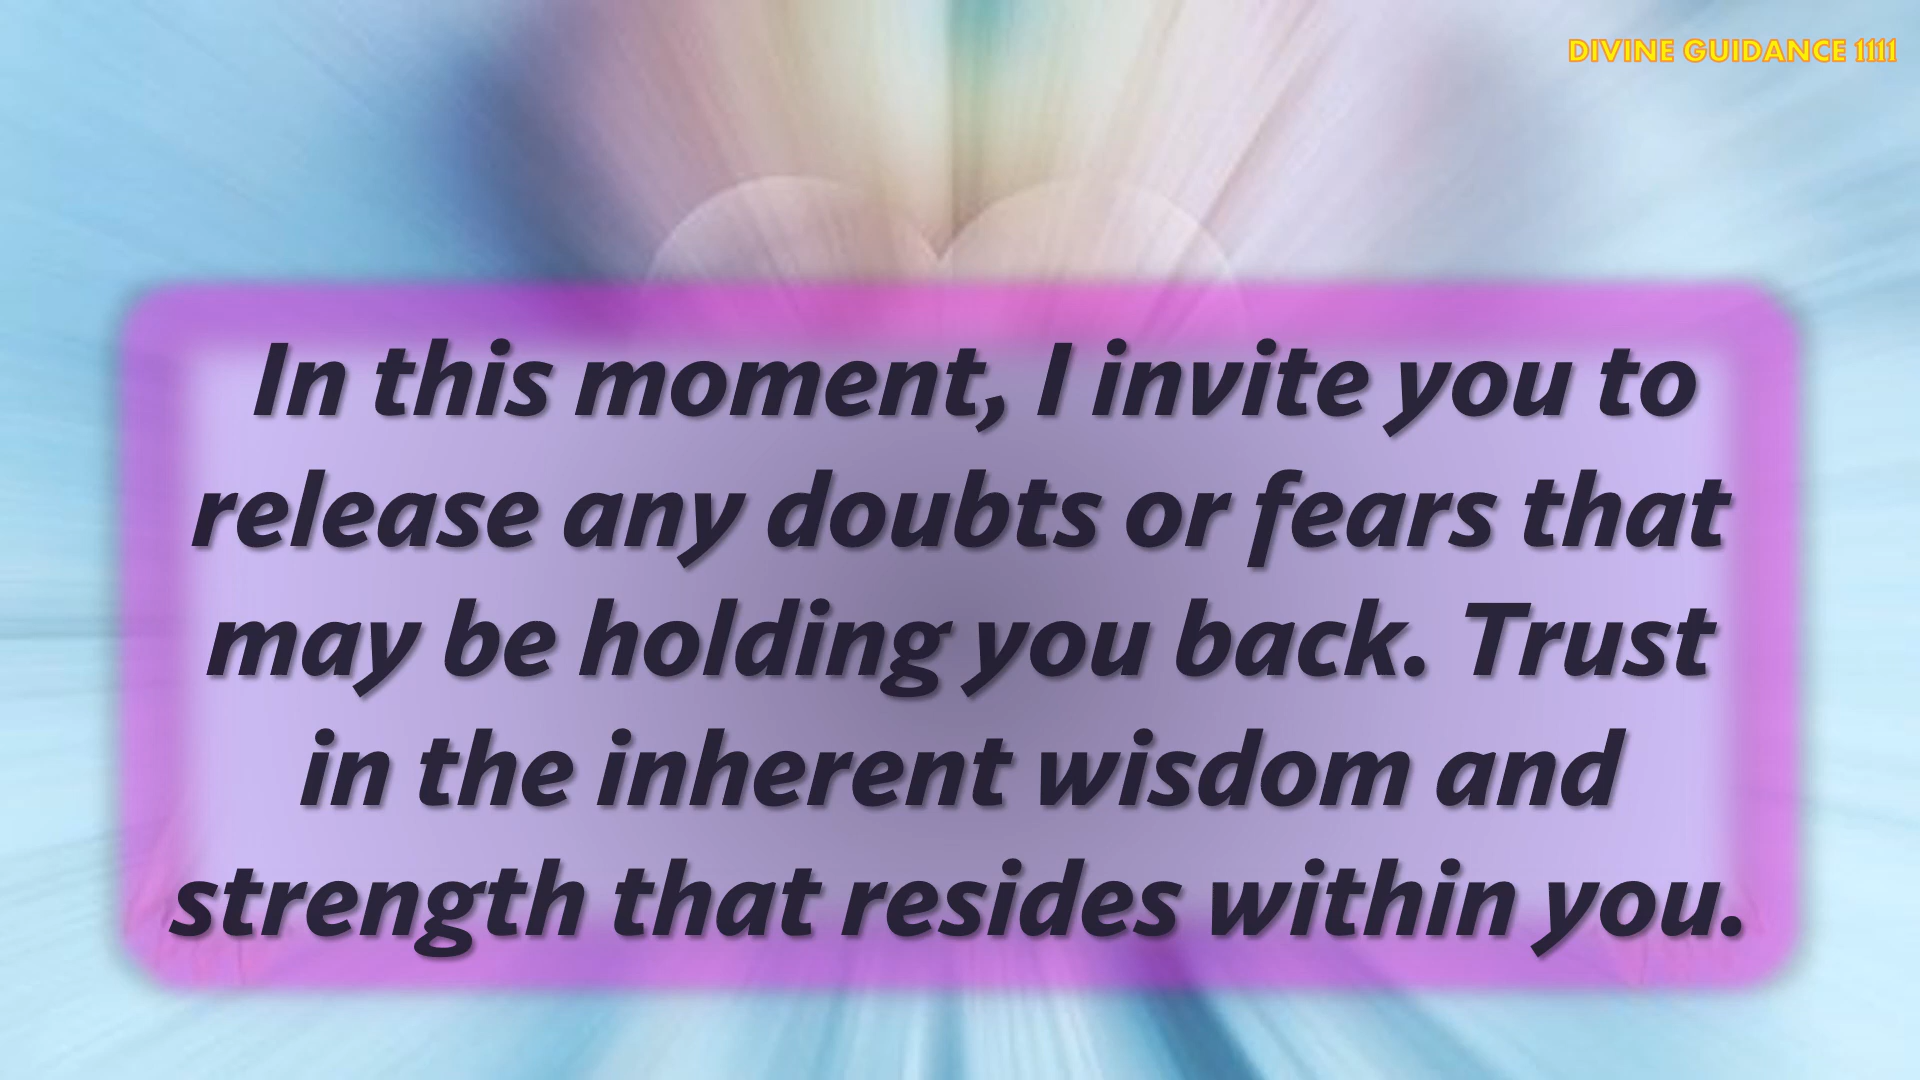 DIVINE GUIDANCE 1111
In this moment, I invite you to
release any doubts or fears that
may be holding you back. Trust
in the inherent wisdom and
strength that resides within you.